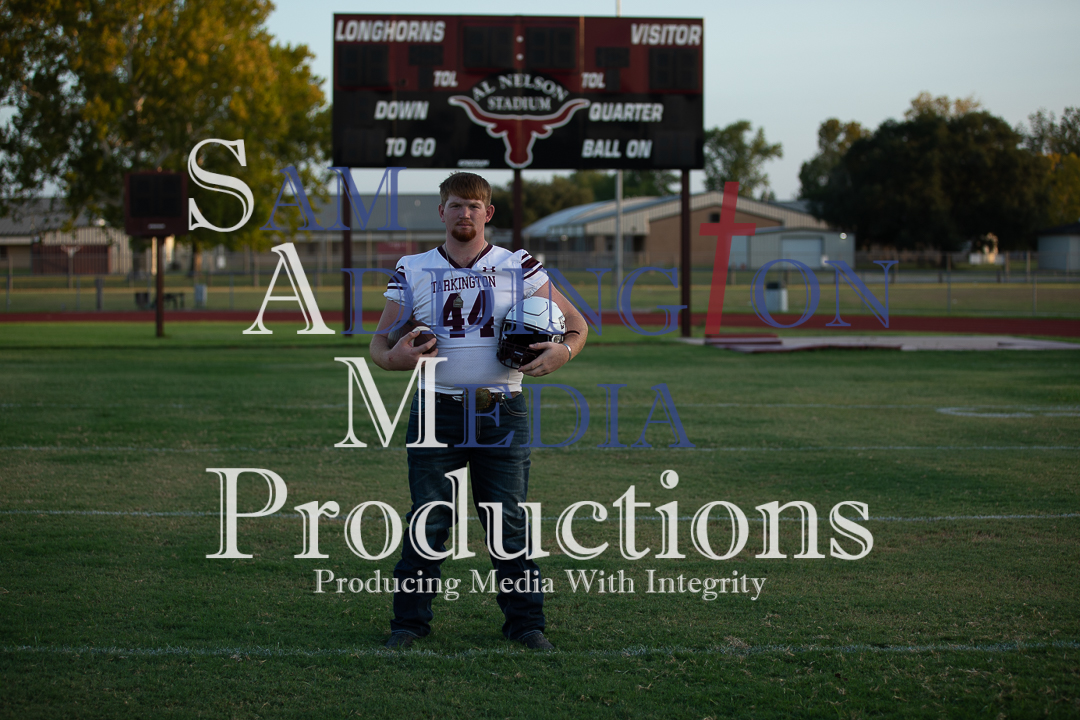 LONGHORNS VISITOR
TOL TOL
AL NELSON
STADIUM
DOWN QUARTER
TO GO BALL ON
SAM
ADDINGTON
MEDIA
Productions
Producing Media With Integrity
TARKINGTON
44